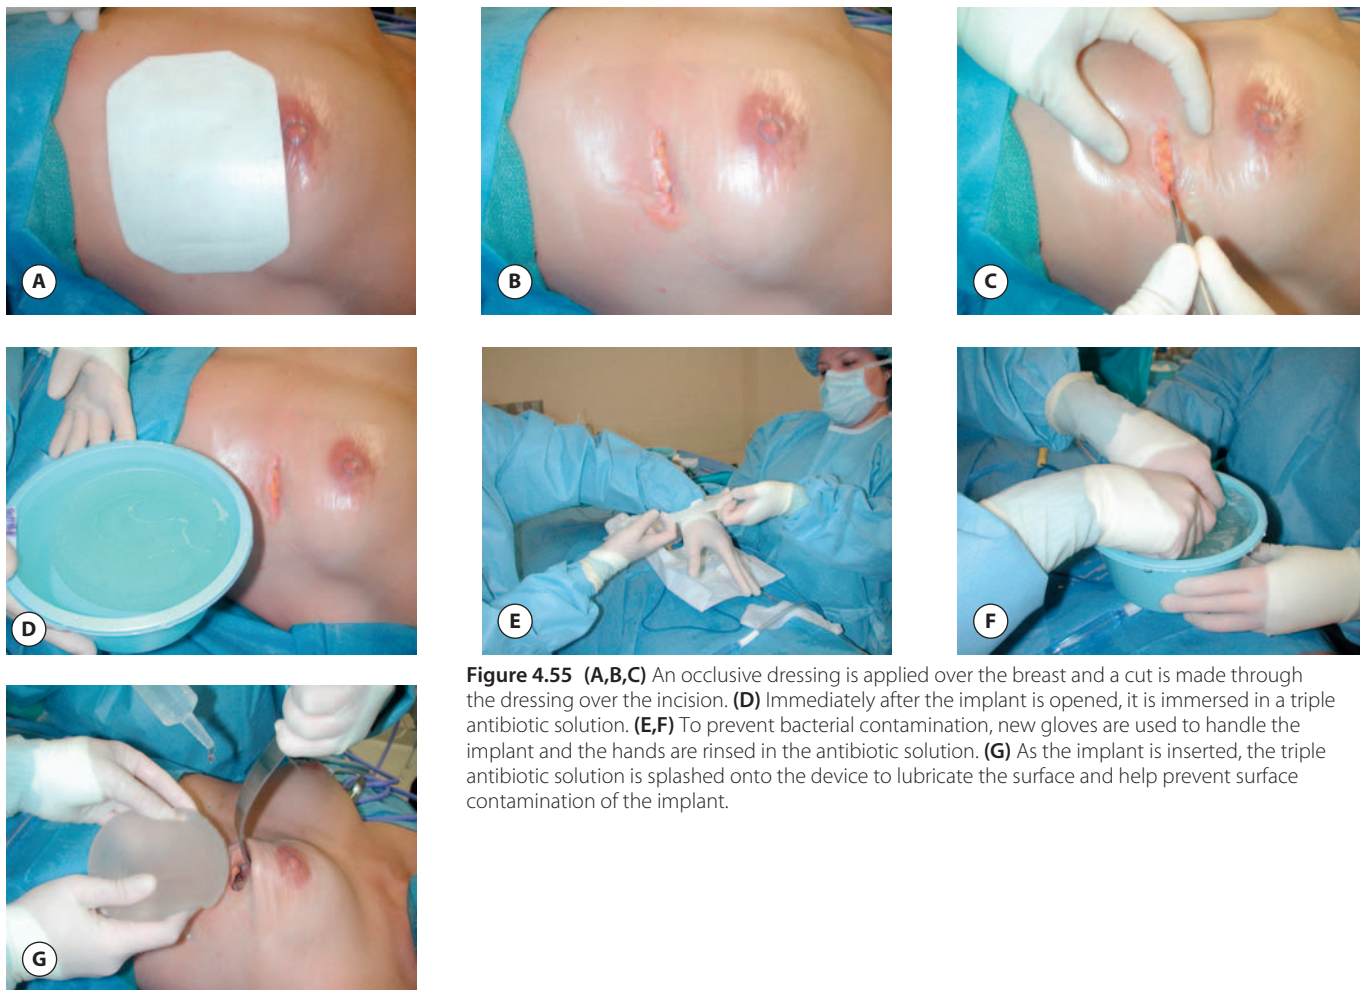 A
B
C
D
E
F
Figure 4.55 (A,B,C) An occlusive dressing is applied over the breast and a cut is made through
the dressing over the incision. (D) Immediately after the implant is opened, it is immersed in a triple
antibiotic solution. (E,F) To prevent bacterial contamination, new gloves are used to handle the
implant and the hands are rinsed in the antibiotic solution. (G) As the implant is inserted, the triple
antibiotic solution is splashed onto the device to lubricate the surface and help prevent surface
contamination of the implant.
G